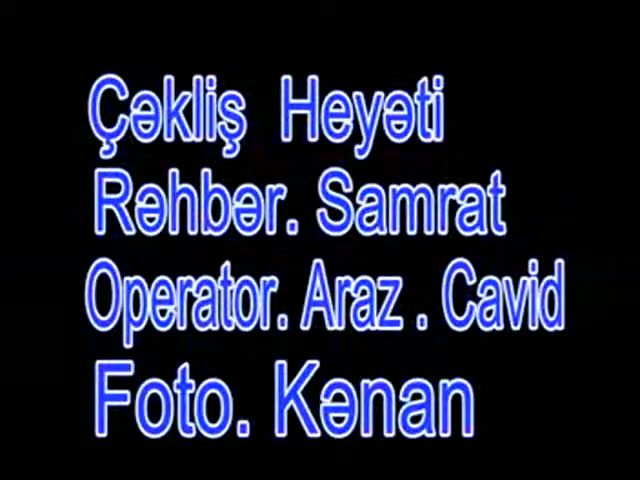 Çəkliş Heyəti
Rəhbər. Samrat
Operator. Araz . Cavid
Foto. Kənan